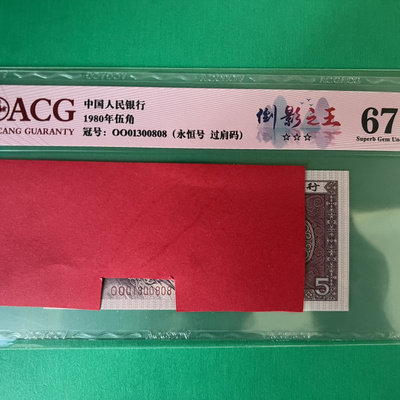 ACG
CANG GUARANTY
中国人民银行
1980年伍角
冠号：OO01300808（永恒号 过肩码）
倒影之王
☆☆☆
67
Superb Gem Unc
行
5
OO01300808